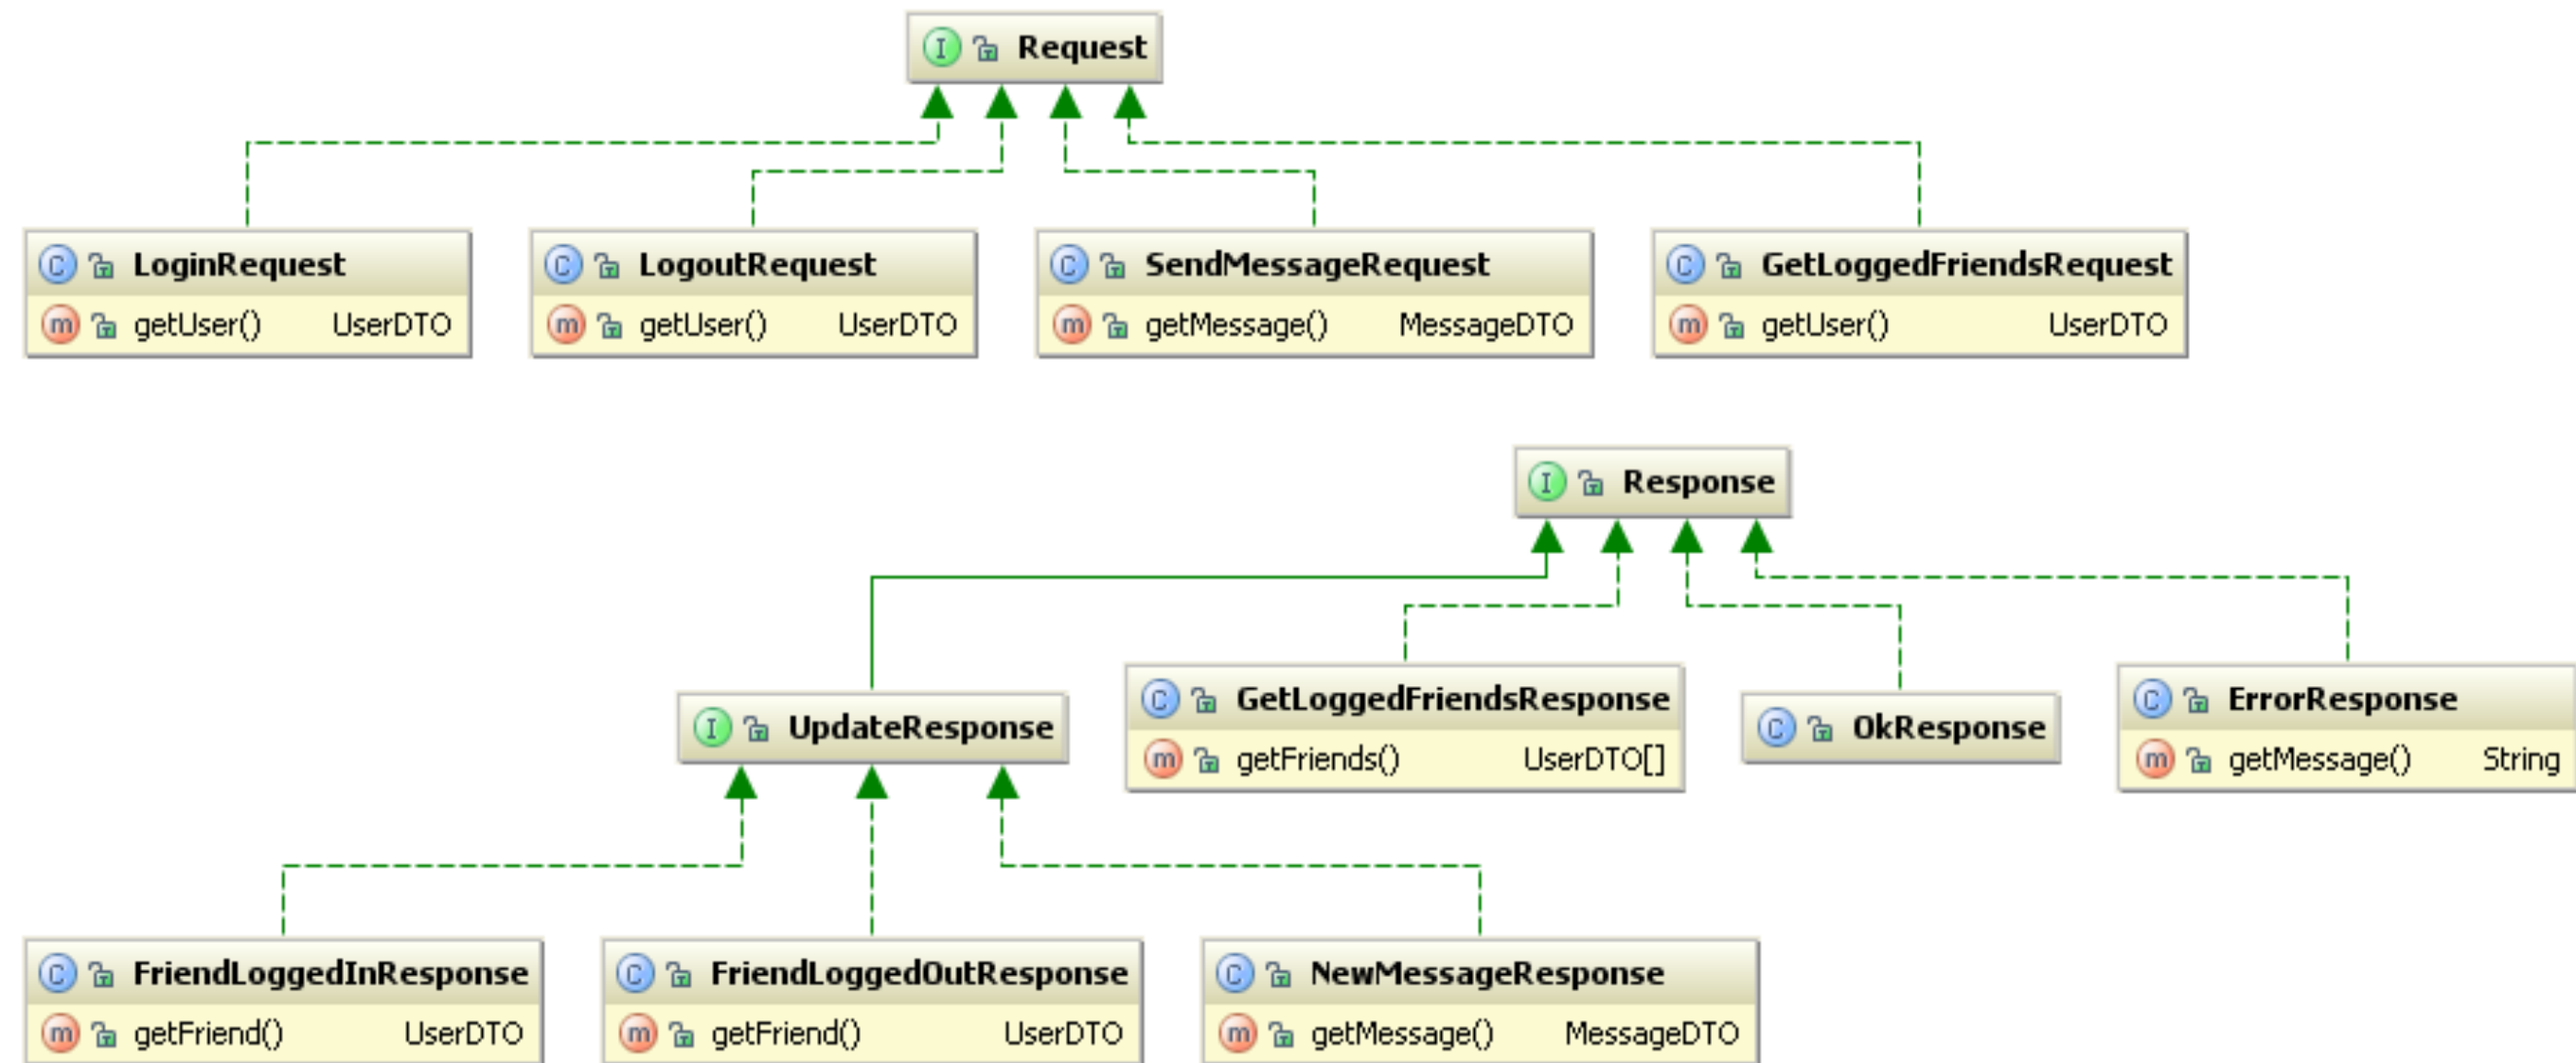 I Request
C LoginRequest
m getUser() UserDTO
C LogoutRequest
m getUser() UserDTO
C SendMessageRequest
m getMessage() MessageDTO
C GetLoggedFriendsRequest
m getUser() UserDTO
I Response
I UpdateResponse
C GetLoggedFriendsResponse
m getFriends() UserDTO[]
C OkResponse
C ErrorResponse
m getMessage() String
C FriendLoggedInResponse
m getFriend() UserDTO
C FriendLoggedOutResponse
m getFriend() UserDTO
C NewMessageResponse
m getMessage() MessageDTO